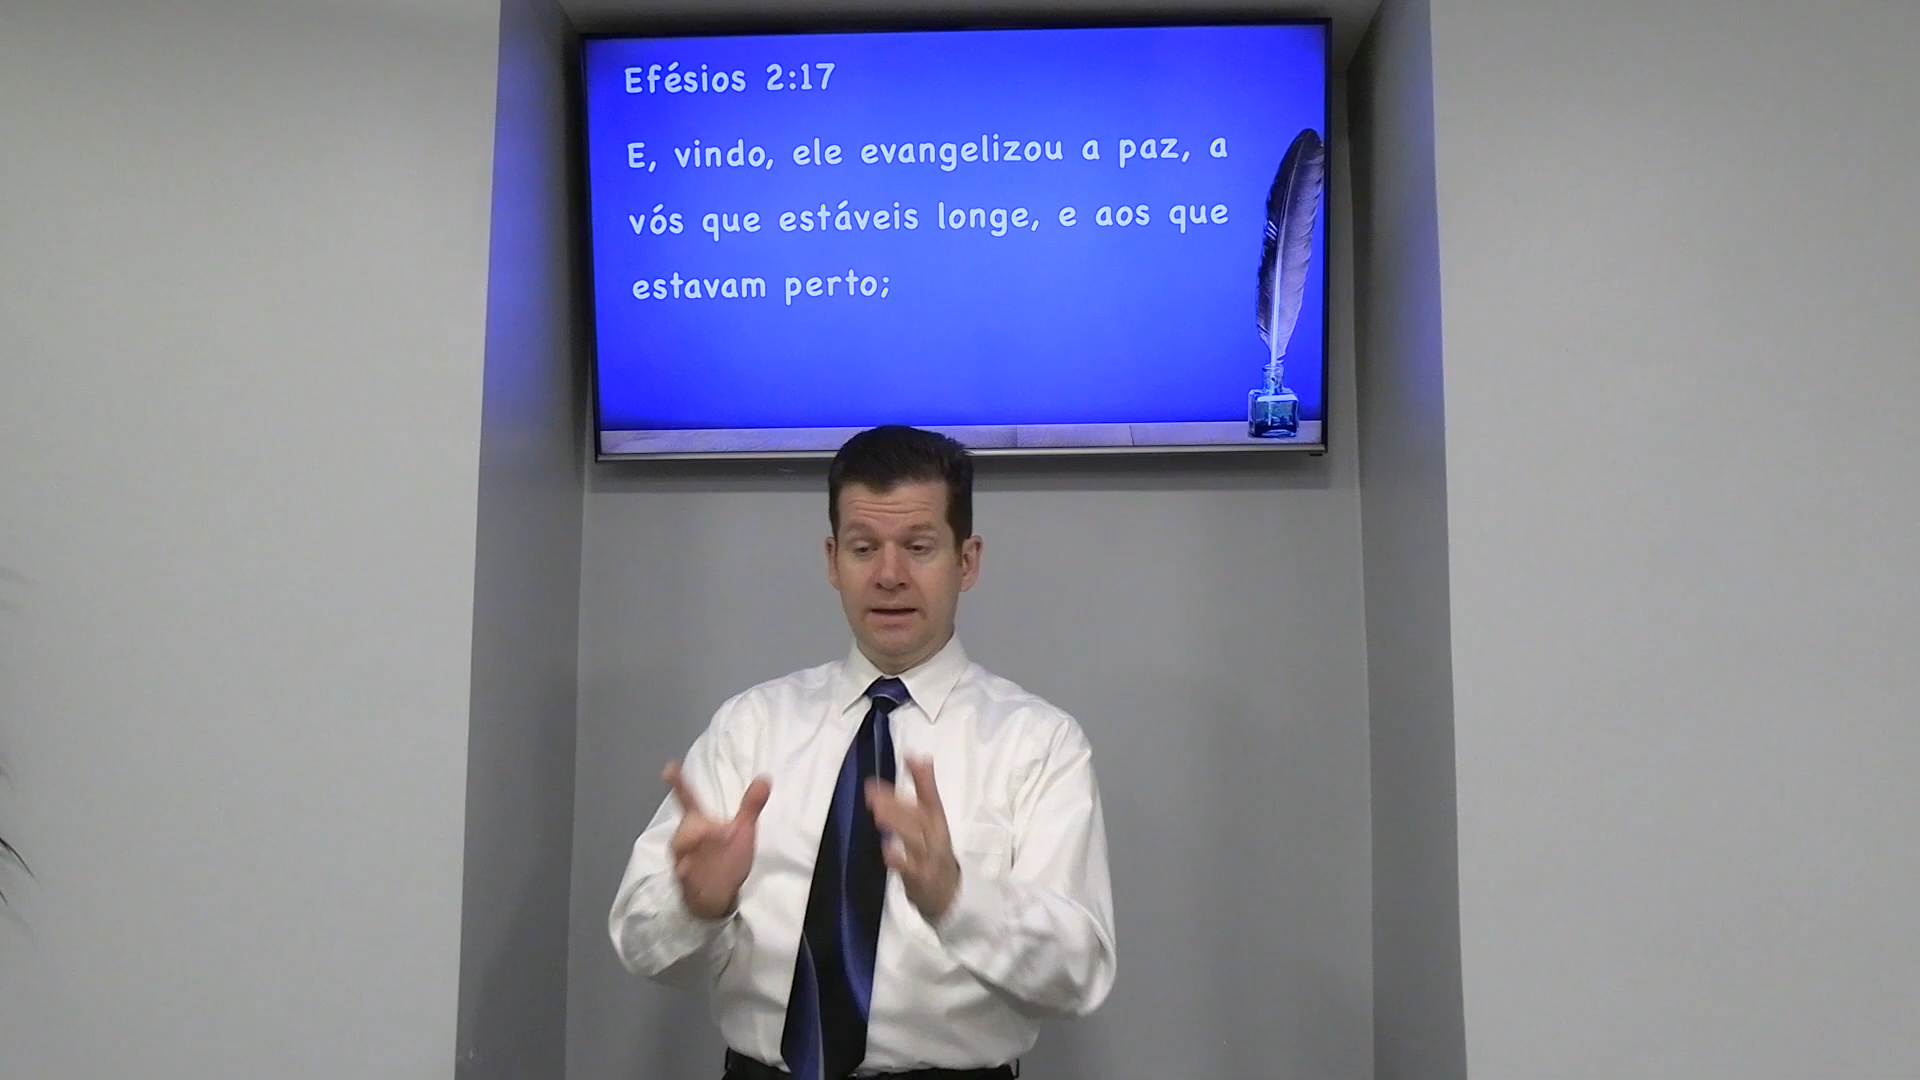 Efésios 2:17
E, vindo, ele evangelizou a paz, a
vós que estáveis longe, e aos que
estavam perto;